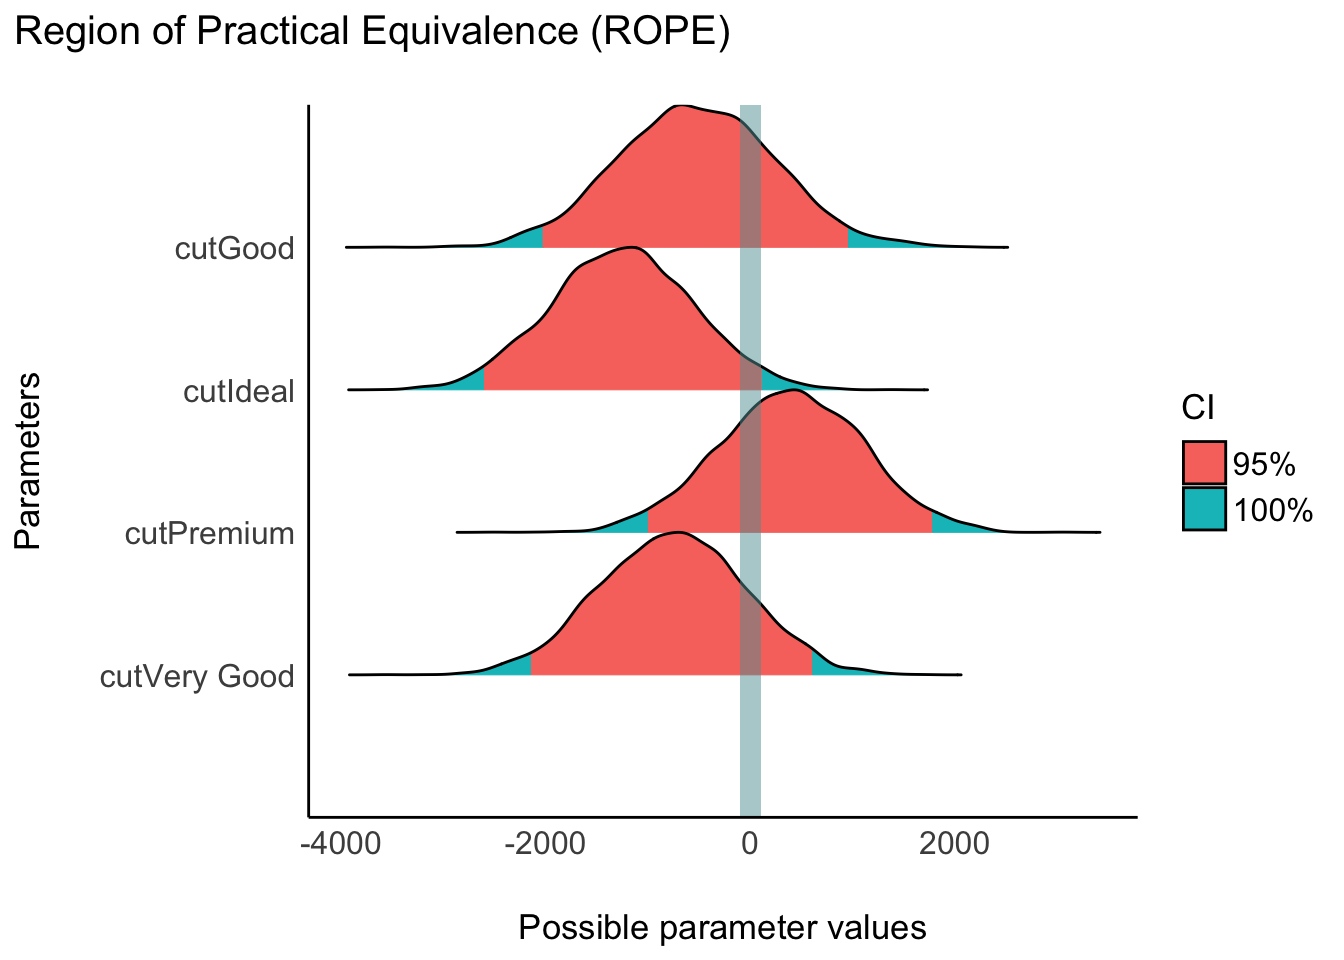 Region of Practical Equivalence (ROPE)
Parameters
cutGood
cutIdeal
cutPremium
cutVery Good
-4000 -2000 0 2000
Possible parameter values
CI
95%
100%